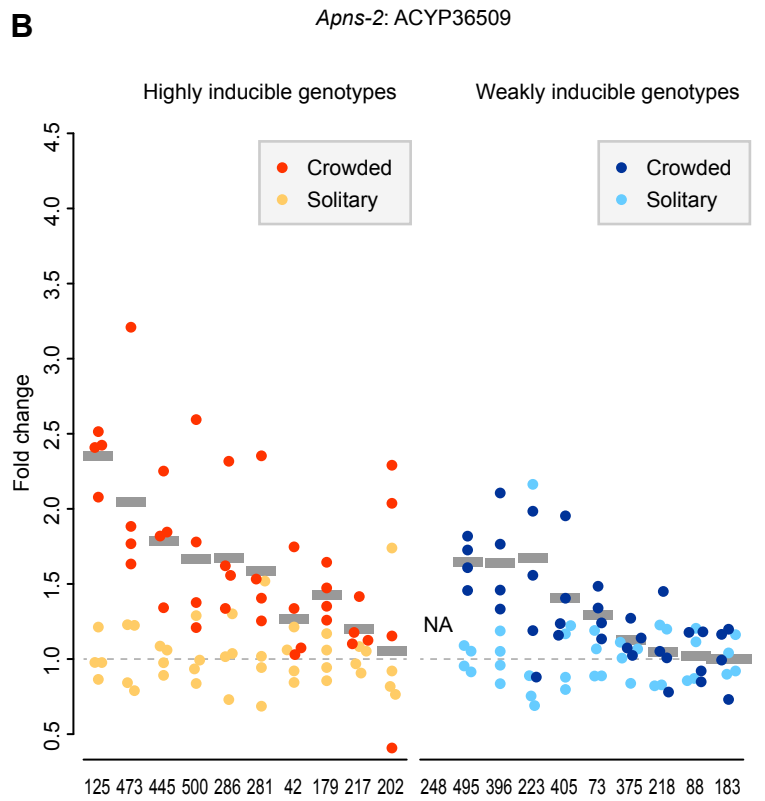 B
Apns-2: ACYP36509
Highly inducible genotypes
Weakly inducible genotypes
Crowded
Solitary
Crowded
Solitary
Fold change
4.5
4.0
3.5
3.0
2.5
2.0
1.5
1.0
0.5
NA
125 473 445 500 286 281 42 179 217 202 248 495 396 223 405 73 375 218 88 183